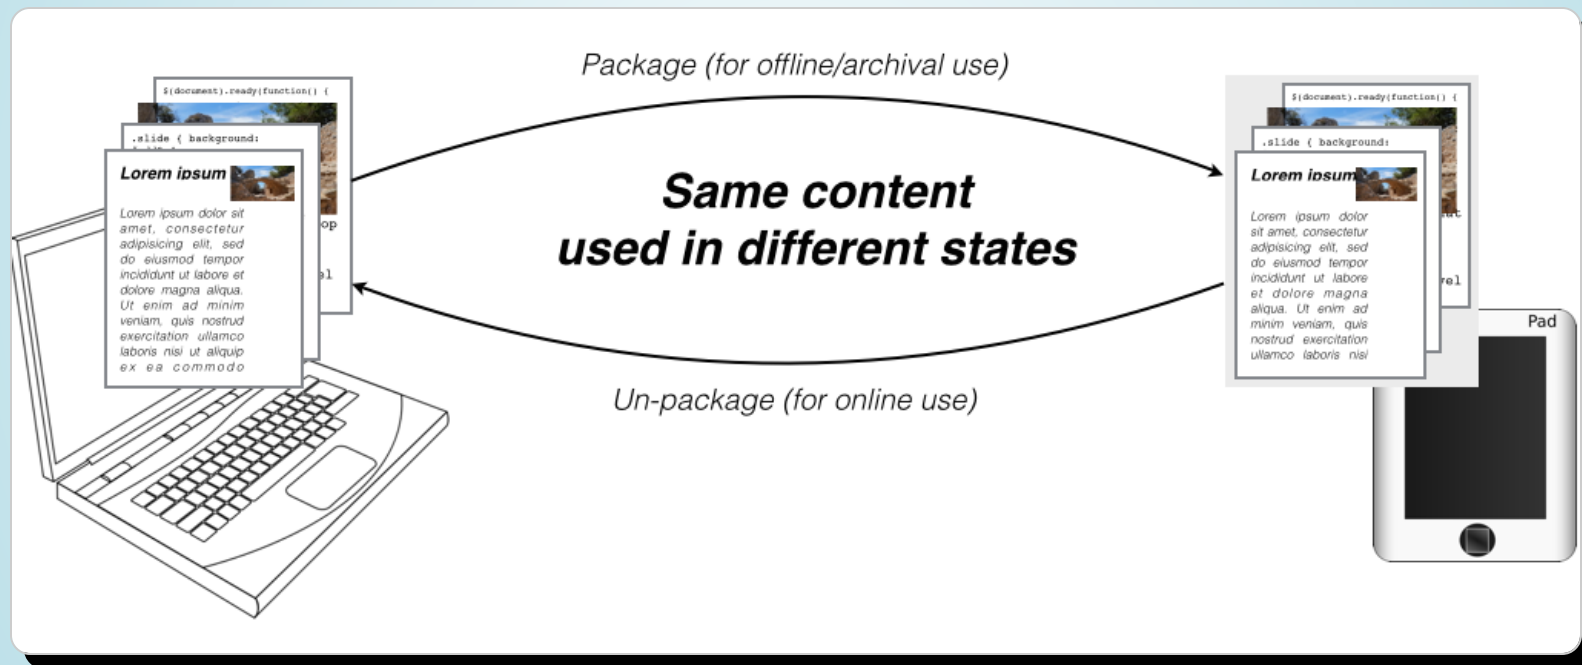 Package (for offline/archival use)
Same content
used in different states
Un-package (for online use)
$(document).ready(function() {
.slide { background:
Lorem ipsum
Lorem ipsum dolor sit
amet, consectetur
adipisicing elit, sed
do eiusmod tempor
incididunt ut labore et
dolore magna aliqua.
Ut enim ad minim
veniam, quis nostrud
exercitation ullamco
laboris nisi ut aliquip
ex ea commodo
op
el
$(document).ready(function() {
.slide { background:
Lorem ipsum
Lorem ipsum dolor
sit amet, consectetur
adipisicing elit, sed
do eiusmod tempor
incididunt ut labore
et dolore magna
aliqua. Ut enim ad
minim veniam, quis
nostrud exercitation
ullamco laboris nisi
vel
Pad